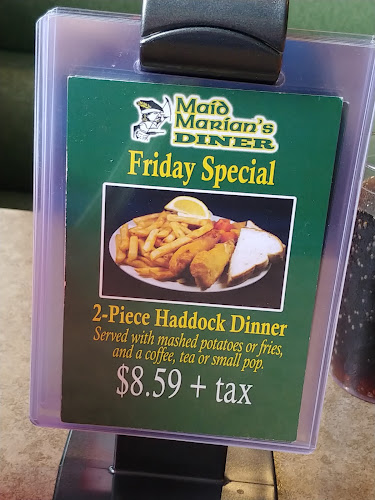 Maid
Marian's
DINER
Friday Special
2-Piece Haddock Dinner
Served with mashed potatoes or fries,
and a coffee, tea or small pop.
$8.59 + tax